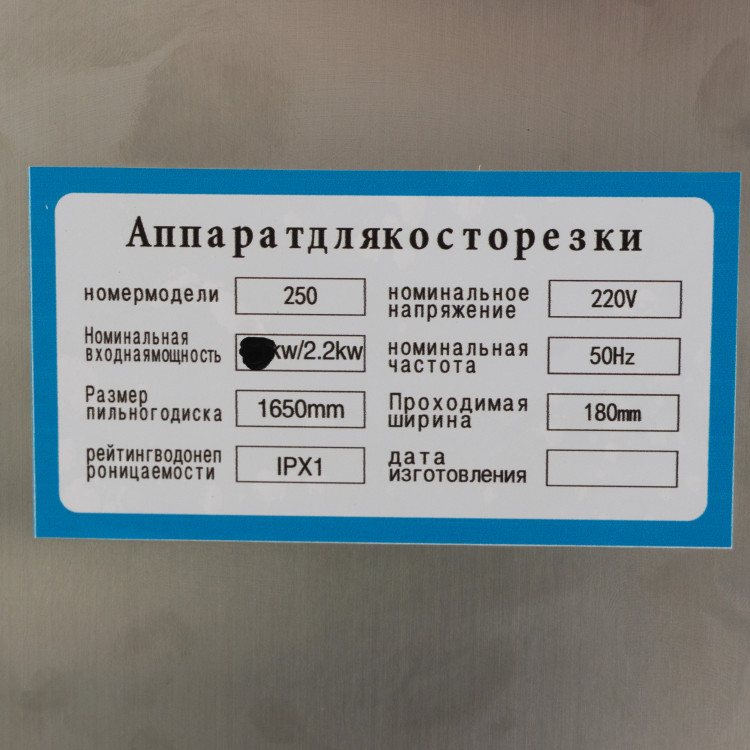 Аппаратдлякосторезки
номермодели 250
номинальное напряжение 220V
Номинальная входнаямощность kw/2.2kw
номинальная частота 50Hz
Размер пильногодиска 1650mm
Проходимая ширина 180mm
рейтингводонеп роницаемости IPX1
дата изготовления